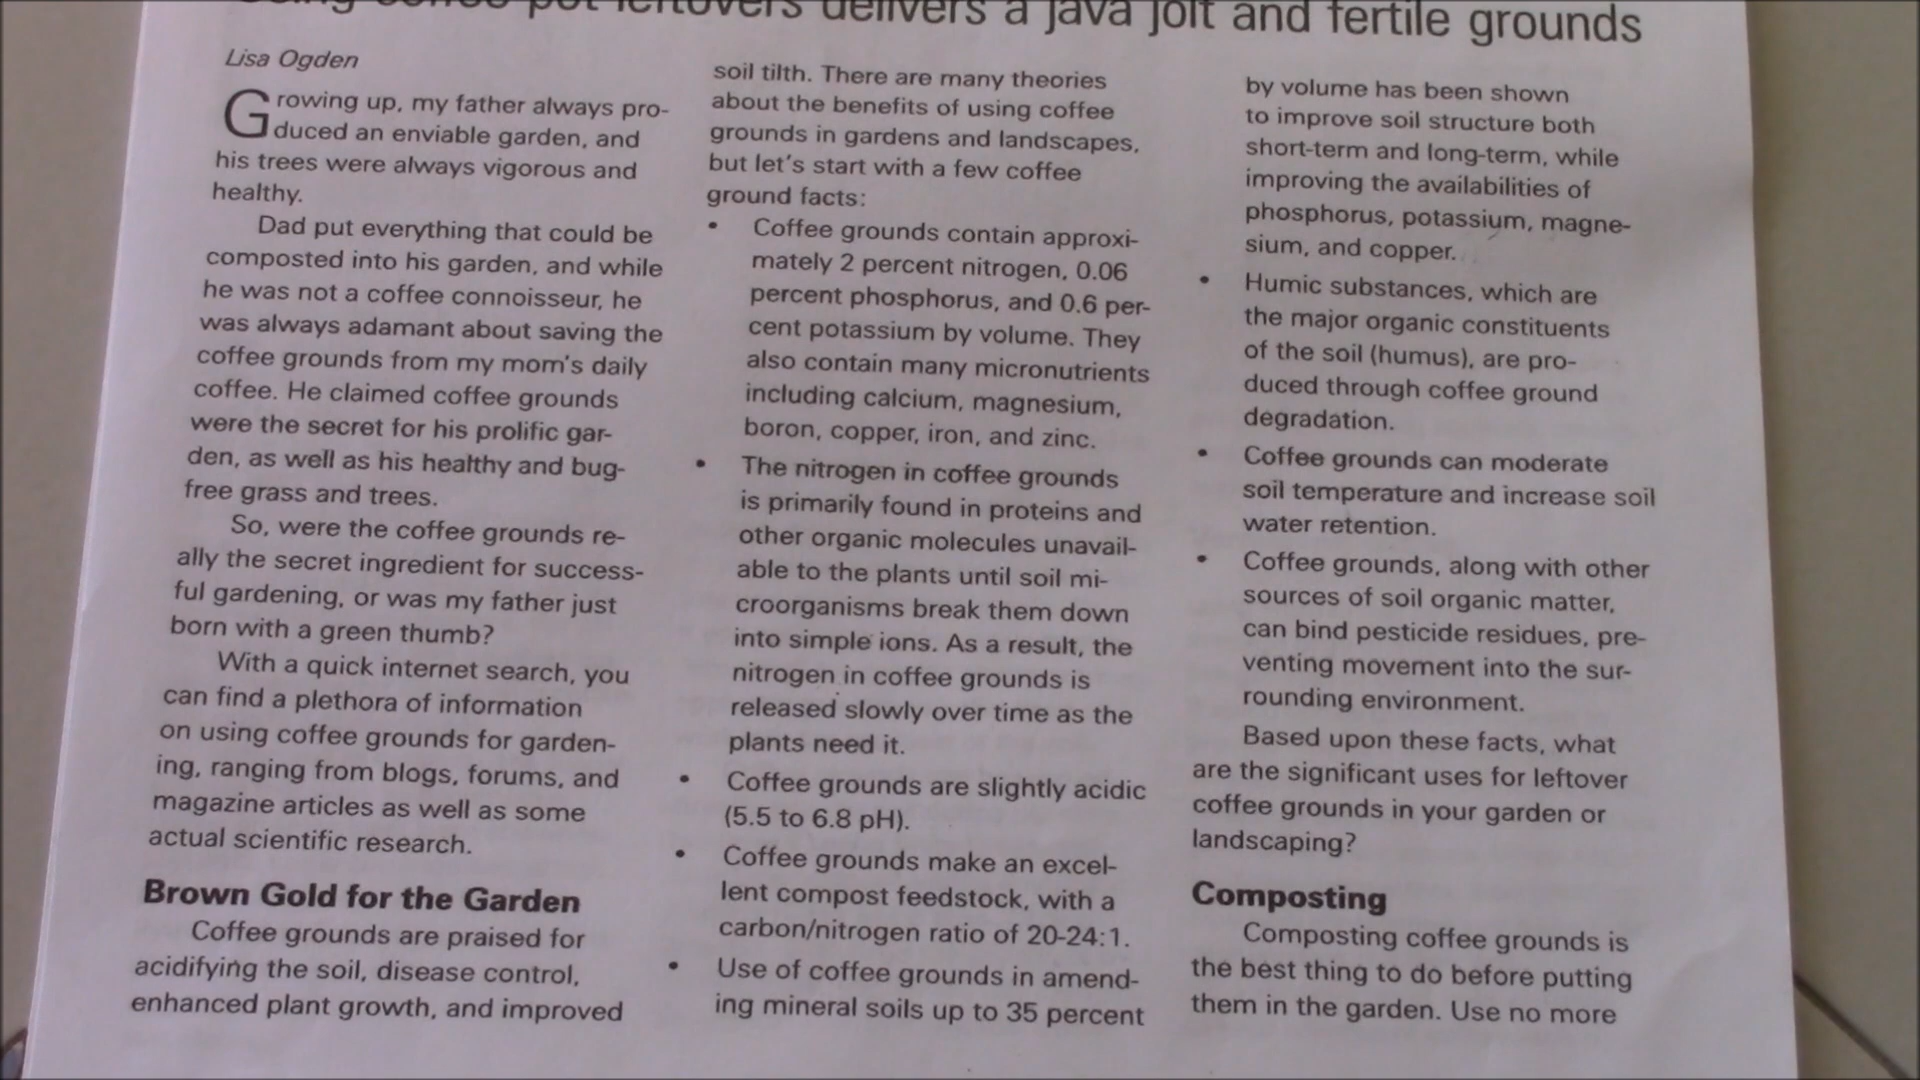 coffee pot leftovers delivers a java jolt and fertile grounds
Lisa Ogden
Growing up, my father always pro-
duced an enviable garden, and
his trees were always vigorous and
healthy.
Dad put everything that could be
composted into his garden, and while
he was not a coffee connoisseur, he
was always adamant about saving the
coffee grounds from my mom's daily
coffee. He claimed coffee grounds
were the secret for his prolific gar-
den, as well as his healthy and bug-
free grass and trees.
So, were the coffee grounds re-
ally the secret ingredient for success-
ful gardening, or was my father just
born with a green thumb?
With a quick internet search, you
can find a plethora of information
on using coffee grounds for garden-
ing, ranging from blogs, forums, and
magazine articles as well as some
actual scientific research.
Brown Gold for the Garden
Coffee grounds are praised for
acidifying the soil, disease control,
enhanced plant growth, and improved
soil tilth. There are many theories
about the benefits of using coffee
grounds in gardens and landscapes,
but let's start with a few coffee
ground facts:
• Coffee grounds contain approxi-
mately 2 percent nitrogen, 0.06
percent phosphorus, and 0.6 per-
cent potassium by volume. They
also contain many micronutrients
including calcium, magnesium,
boron, copper, iron, and zinc.
• The nitrogen in coffee grounds
is primarily found in proteins and
other organic molecules unavail-
able to the plants until soil mi-
croorganisms break them down
into simple ions. As a result, the
nitrogen in coffee grounds is
released slowly over time as the
plants need it.
• Coffee grounds are slightly acidic
(5.5 to 6.8 pH).
• Coffee grounds make an excel-
lent compost feedstock, with a
carbon/nitrogen ratio of 20-24:1.
• Use of coffee grounds in amend-
ing mineral soils up to 35 percent
by volume has been shown
to improve soil structure both
short-term and long-term, while
improving the availabilities of
phosphorus, potassium, magne-
sium, and copper.
• Humic substances, which are
the major organic constituents
of the soil (humus), are pro-
duced through coffee ground
degradation.
• Coffee grounds can moderate
soil temperature and increase soil
water retention.
• Coffee grounds, along with other
sources of soil organic matter,
can bind pesticide residues, pre-
venting movement into the sur-
rounding environment.
Based upon these facts, what
are the significant uses for leftover
coffee grounds in your garden or
landscaping?
Composting
Composting coffee grounds is
the best thing to do before putting
them in the garden. Use no more